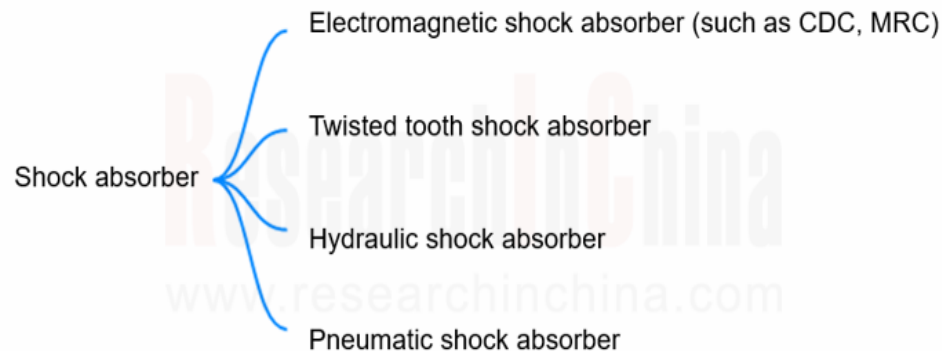 Electromagnetic shock absorber (such as CDC, MRC)
Twisted tooth shock absorber
Shock absorber
Hydraulic shock absorber
Pneumatic shock absorber
ResearchInChina
www.researchinchina.com